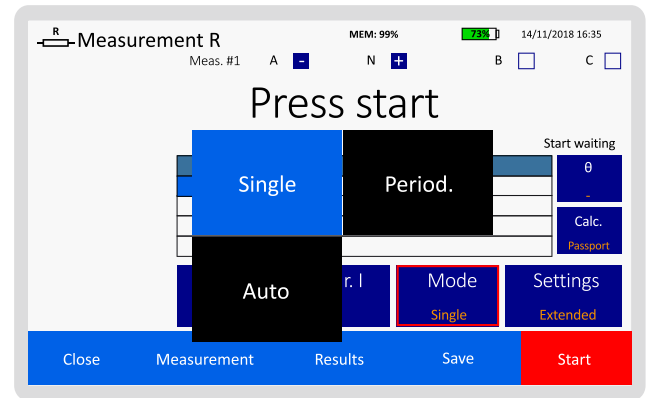 R
Measurement R
MEM: 99%
73%
14/11/2018 16:35
Meas. #1 A - N + B C
Press start
Start waiting
Single Period.
θ
-
Calc.
Passport
Auto
r. I
Mode
Single
Settings
Extended
Close Measurement Results Save Start